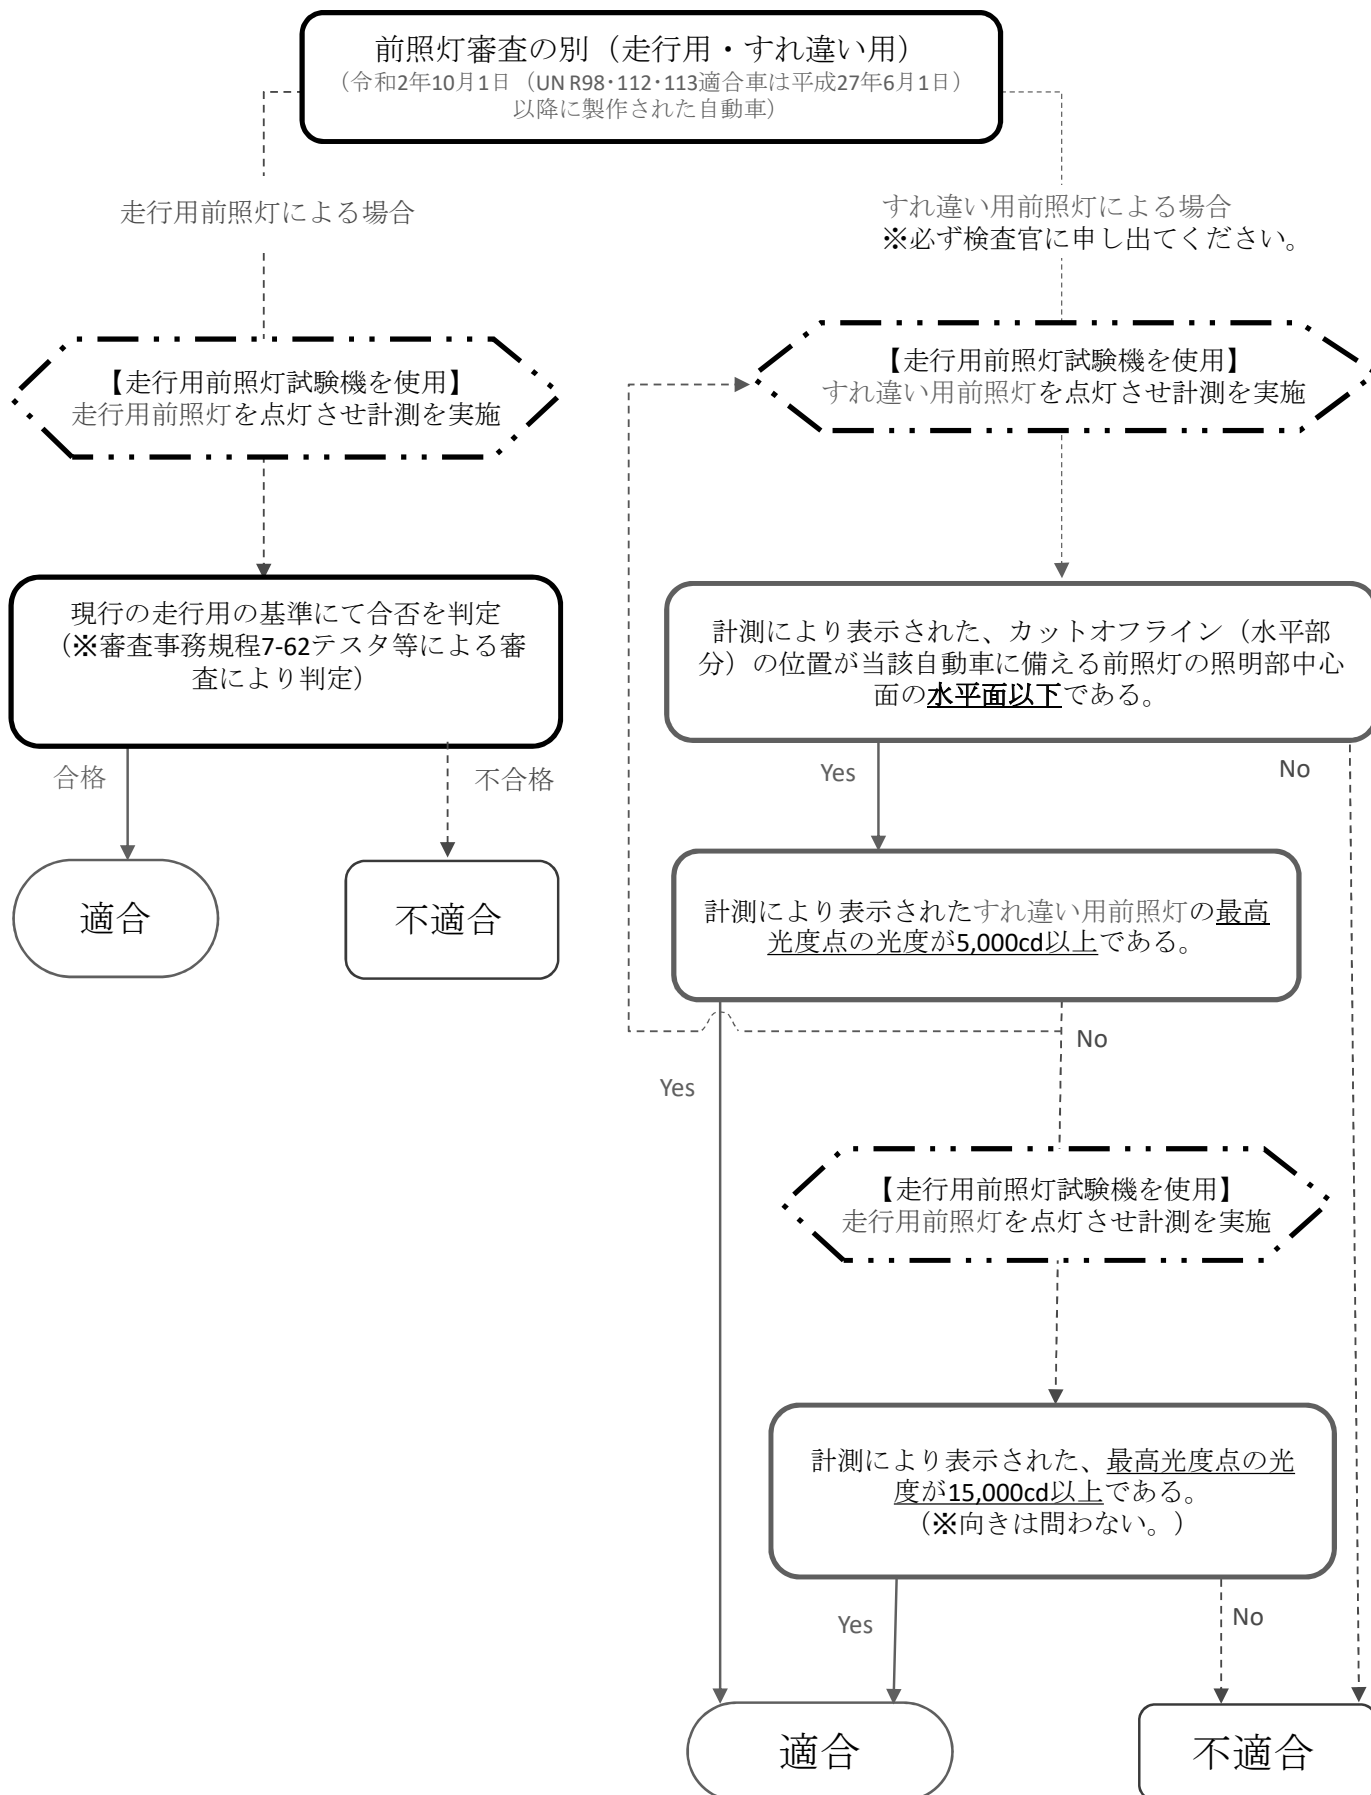 前照灯審査の別（走行用・すれ違い用）
（令和2年10月1日（UN R98・112・113適合車は平成27年6月1日）
以降に製作された自動車）
走行用前照灯による場合
すれ違い用前照灯による場合
※必ず検査官に申し出てください。
【走行用前照灯試験機を使用】
走行用前照灯を点灯させ計測を実施
【走行用前照灯試験機を使用】
すれ違い用前照灯を点灯させ計測を実施
現行の走行用の基準にて合否を判定
（※審査事務規程7-62テスタ等による審
査により判定）
計測により表示された、カットオフライン（水平部
分）の位置が当該自動車に備える前照灯の照明部中心
面の水平面以下である。
合格
不合格
Yes
No
適合
不適合
計測により表示されたすれ違い用前照灯の最高
光度点の光度が5,000cd以上である。
No
Yes
【走行用前照灯試験機を使用】
走行用前照灯を点灯させ計測を実施
計測により表示された、最高光度点の光
度が15,000cd以上である。
（※向きは問わない。）
Yes
No
適合
不適合